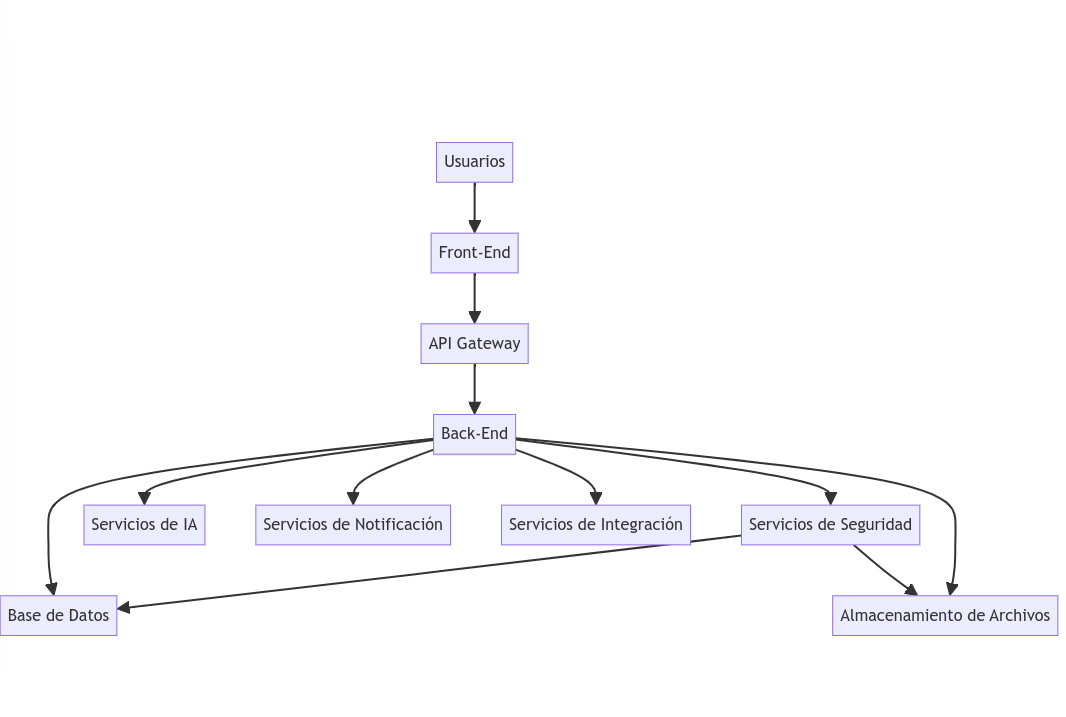 Usuarios
Front-End
API Gateway
Back-End
Servicios de IA
Servicios de Notificación
Servicios de Integración
Servicios de Seguridad
Base de Datos
Almacenamiento de Archivos